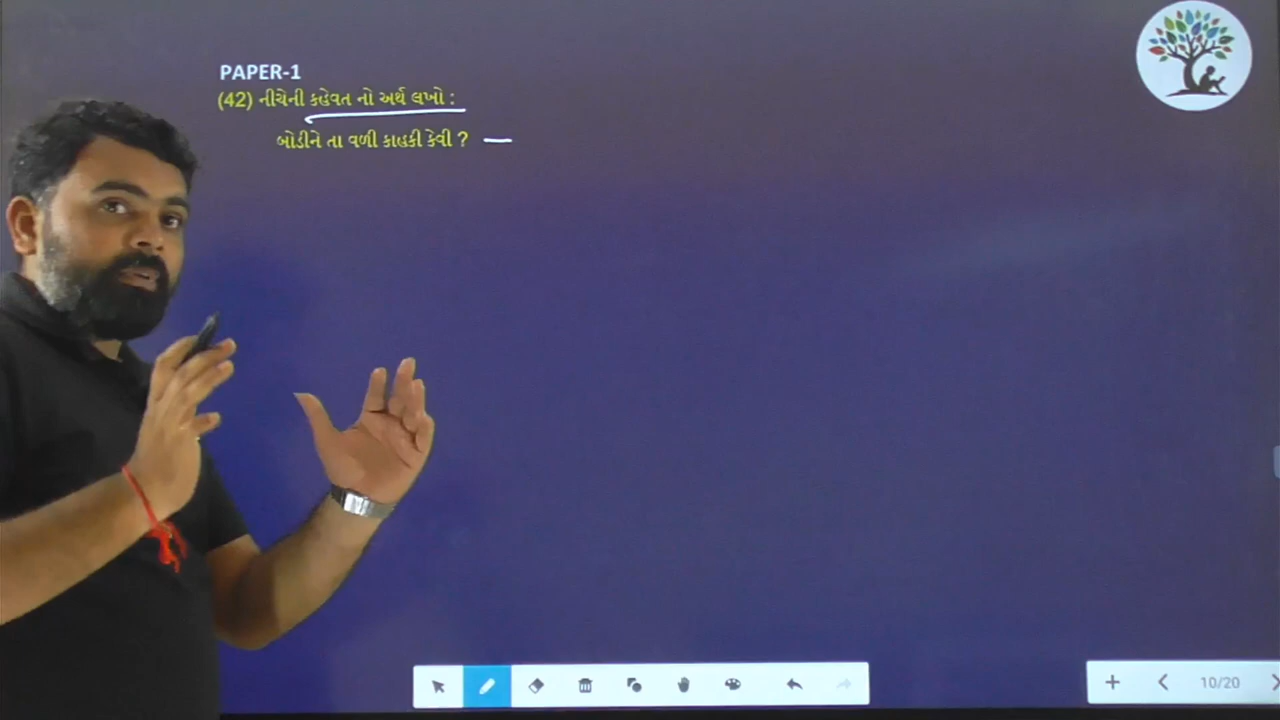 PAPER-1
(42) નીચેની કહેવત નો અર્થ લખો :
બોડીને તા વળી કાહકી કેવી ?
10/20